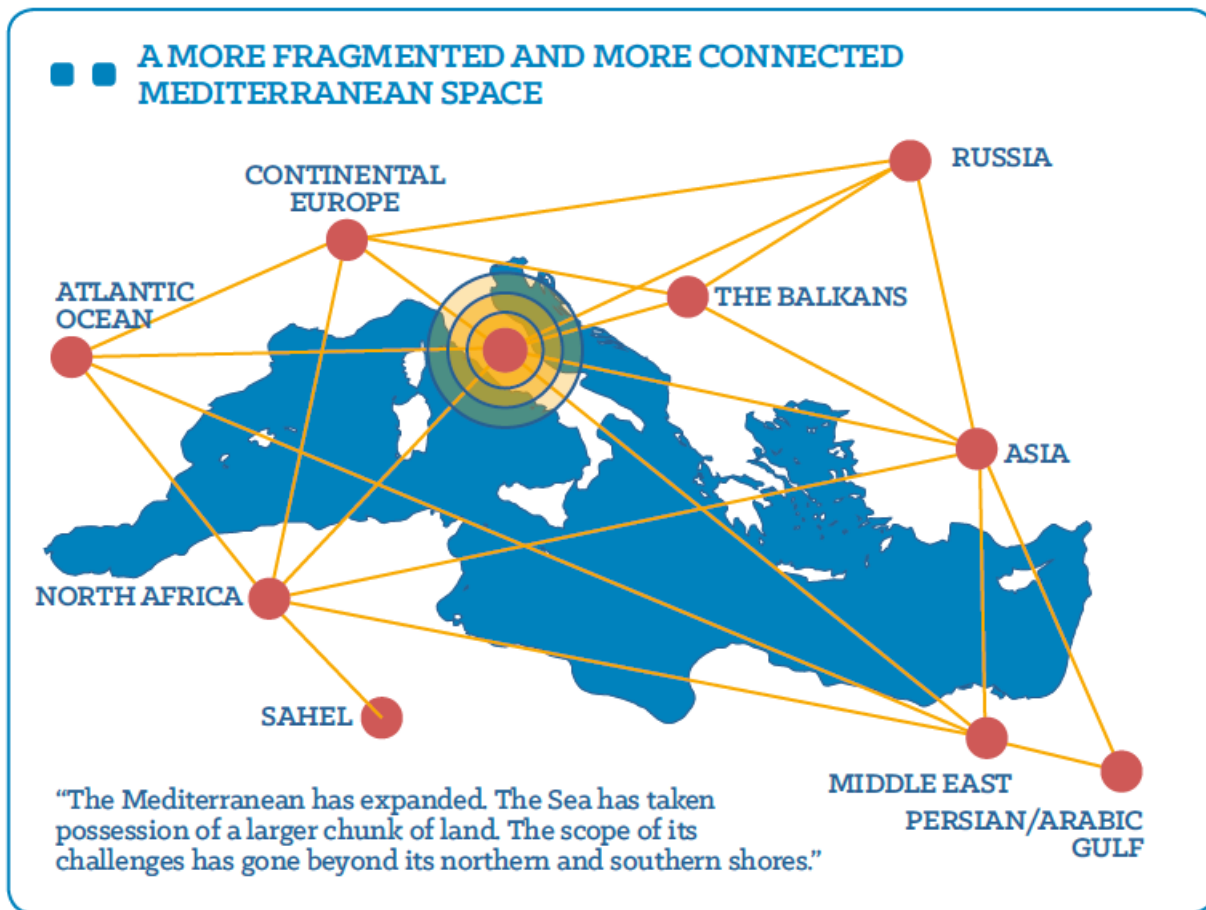 A MORE FRAGMENTED AND MORE CONNECTED
MEDITERRANEAN SPACE
RUSSIA
CONTINENTAL
EUROPE
ATLANTIC
OCEAN
THE BALKANS
ASIA
NORTH AFRICA
SAHEL
MIDDLE EAST
PERSIAN/ARABIC
GULF
“The Mediterranean has expanded. The Sea has taken
possession of a larger chunk of land. The scope of its
challenges has gone beyond its northern and southern shores.”